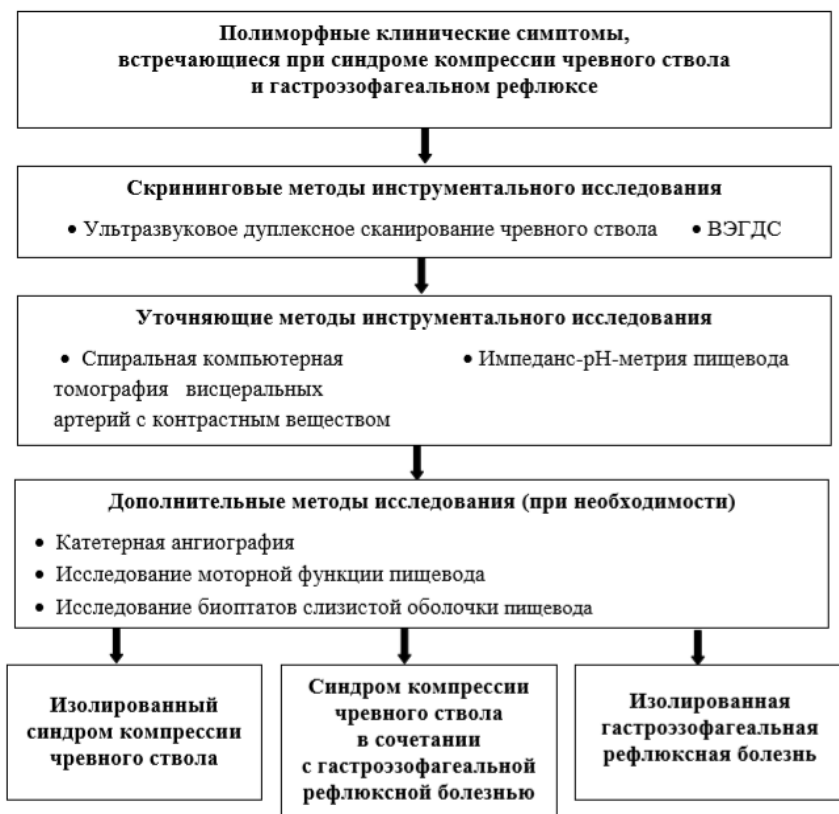 Полиморфные клинические симптомы,
встречающиеся при синдроме компрессии чревного ствола
и гастроэзофагеальном рефлюксе
Скрининговые методы инструментального исследования
• Ультразвуковое дуплексное сканирование чревного ствола • ВЭГДС
Уточняющие методы инструментального исследования
• Спиральная компьютерная
томография висцеральных
артерий с контрастным веществом
• Импеданс-рН-метрия пищевода
Дополнительные методы исследования (при необходимости)
• Катетерная ангиография
• Исследование моторной функции пищевода
• Исследование биоптатов слизистой оболочки пищевода
Изолированный
синдром компрессии
чревного ствола
Синдром компрессии
чревного ствола
в сочетании
с гастроэзофагеальной
рефлюксной болезнью
Изолированная
гастроэзофагеальная
рефлюксная болезнь